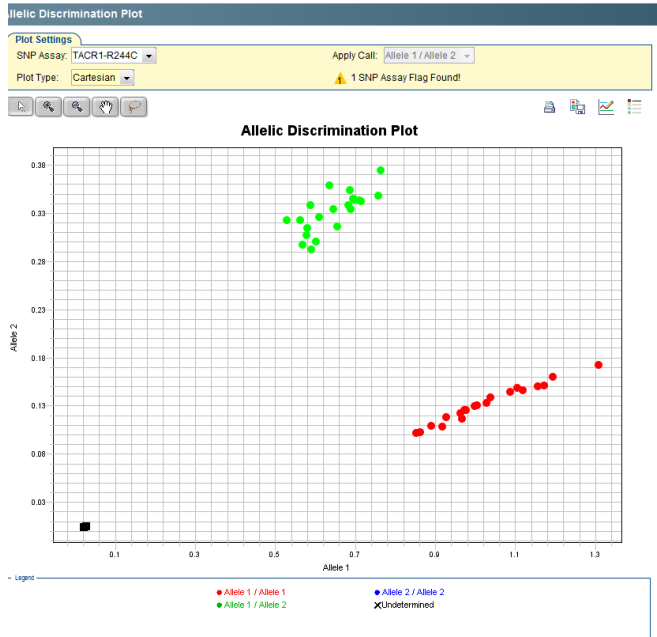 Allelic Discrimination Plot
Plot Settings
SNP Assay: TACR1-R244C
Apply Call: Allele 1 / Allele 2
Plot Type: Cartesian
1 SNP Assay Flag Found!
Allelic Discrimination Plot
0.38
0.33
0.28
0.23
0.18
0.13
0.08
0.03
Allele 2
0.1 0.3 0.5 0.7 0.9 1.1 1.3
Allele 1
Legend
Allele 1 / Allele 1
Allele 2 / Allele 2
Allele 1 / Allele 2
Undetermined